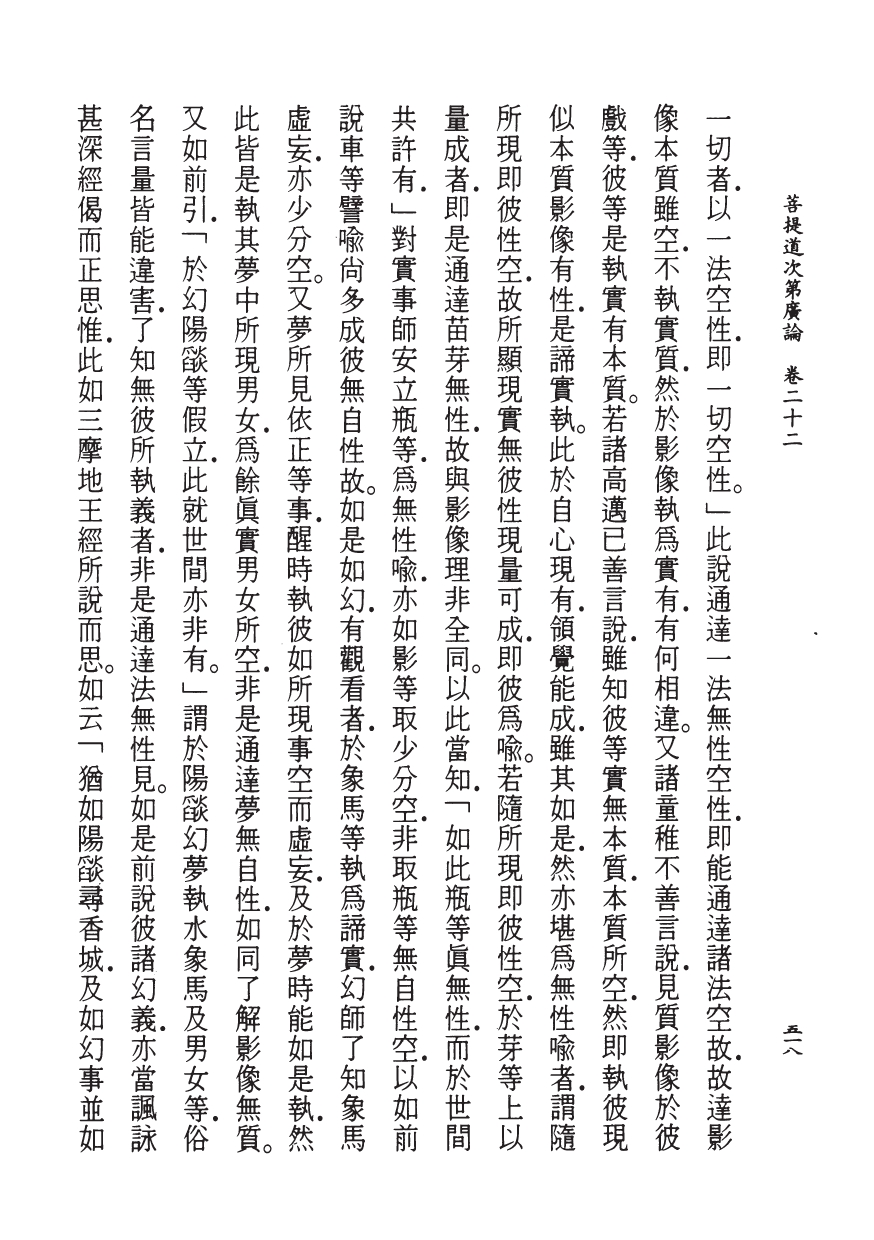 菩提道次第廣論　卷二十二
五一八
一切者．以一法空性．即一切空性。」此說通達一法無性空性．即能通達諸法空故．故達影
像本質雖空．不執實質．然於影像執爲實有．有何相違。又諸童稚不善言說．見質影像於彼
戲等．彼等是執實有本質。若諸高邁已善言說．雖知彼等實無本質．本質所空．然即執彼現
似本質影像有性．是諦實執。此於自心現有．領覺能成．雖其如是．然亦堪爲無性喻者．謂隨
所現即彼性空．故所顯現實無彼性現量可成．即彼爲喻。若隨所現即彼性空．於芽等上以
量成者．即是通達苗芽無性．故與影像理非全同。以此當知．「如此瓶等眞無性．而於世間
共許有．」對實事師安立瓶等．爲無性喻．亦如影等取少分空．非取瓶等無自性空．以如前
說車等譬喻尙多成彼無自性故。如是如幻．有觀看者．於象馬等執爲諦實．幻師了知象馬
虛妄．亦少分空。又夢所見依正等事．醒時執彼如所現事空而虛妄．及於夢時能如是執．然
此皆是執其夢中所現男女．爲餘眞實男女所空．非是通達夢無自性．如同了解影像無質。
又如前引．「於幻陽燄等假立．此就世間亦非有。」謂於陽燄幻夢執水象馬及男女等．俗
名言量皆能違害．了知無彼所執義者．非是通達法無性見。如是前說彼諸幻義．亦當諷詠
甚深經偈而正思惟．此如三摩地王經所說而思。如云「猶如陽燄尋香城．及如幻事並如